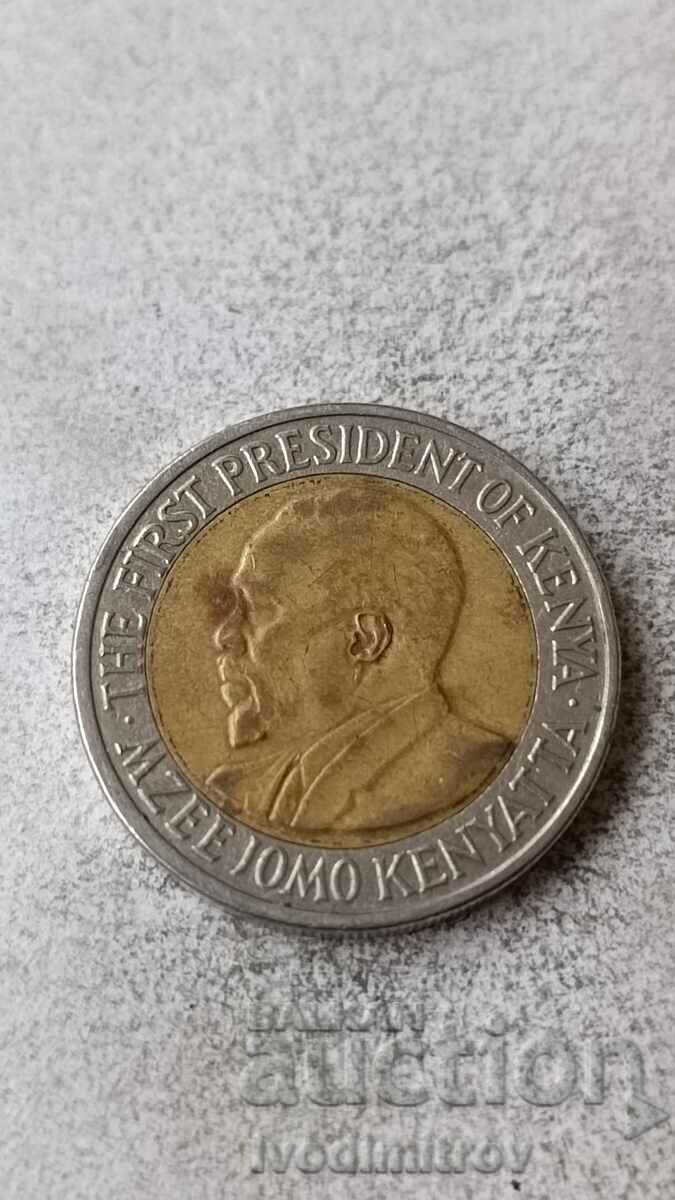 THE FIRST PRESIDENT OF KENYA
· MZEE JOMO KENYATTA ·
BALKAN
auction
ivodimitrov